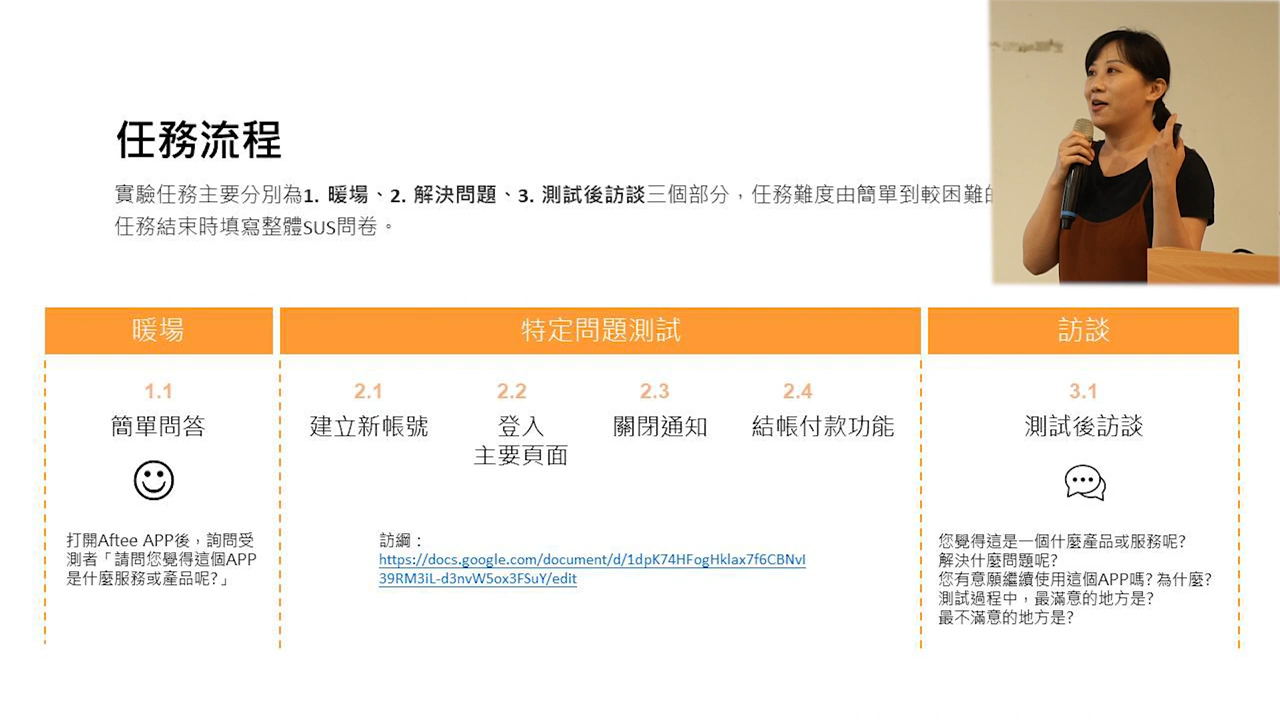 任務流程
實驗任務主要分別為1. 暖場、2. 解決問題、3. 測試後訪談三個部分，任務難度由簡單到較困難
任務結束時填寫整體SUS問卷。
暖場
特定問題測試
訪談
1.1
2.1
2.2
2.3
2.4
3.1
簡單問答
建立新帳號
登入
主要頁面
關閉通知
結帳付款功能
測試後訪談
打開Aftee APP後，詢問受
測者「請問您覺得這個APP
是什麼服務或產品呢?」
訪綱：
https://docs.google.com/document/d/1dpK74HFogHklax7f6CBNvI
39RM3iL-d3nvW5ox3FSuY/edit
您覺得這是一個什麼產品或服務呢?
解決什麼問題呢?
您有意願繼續使用這個APP嗎? 為什麼?
測試過程中，最滿意的地方是?
最不滿意的地方是?